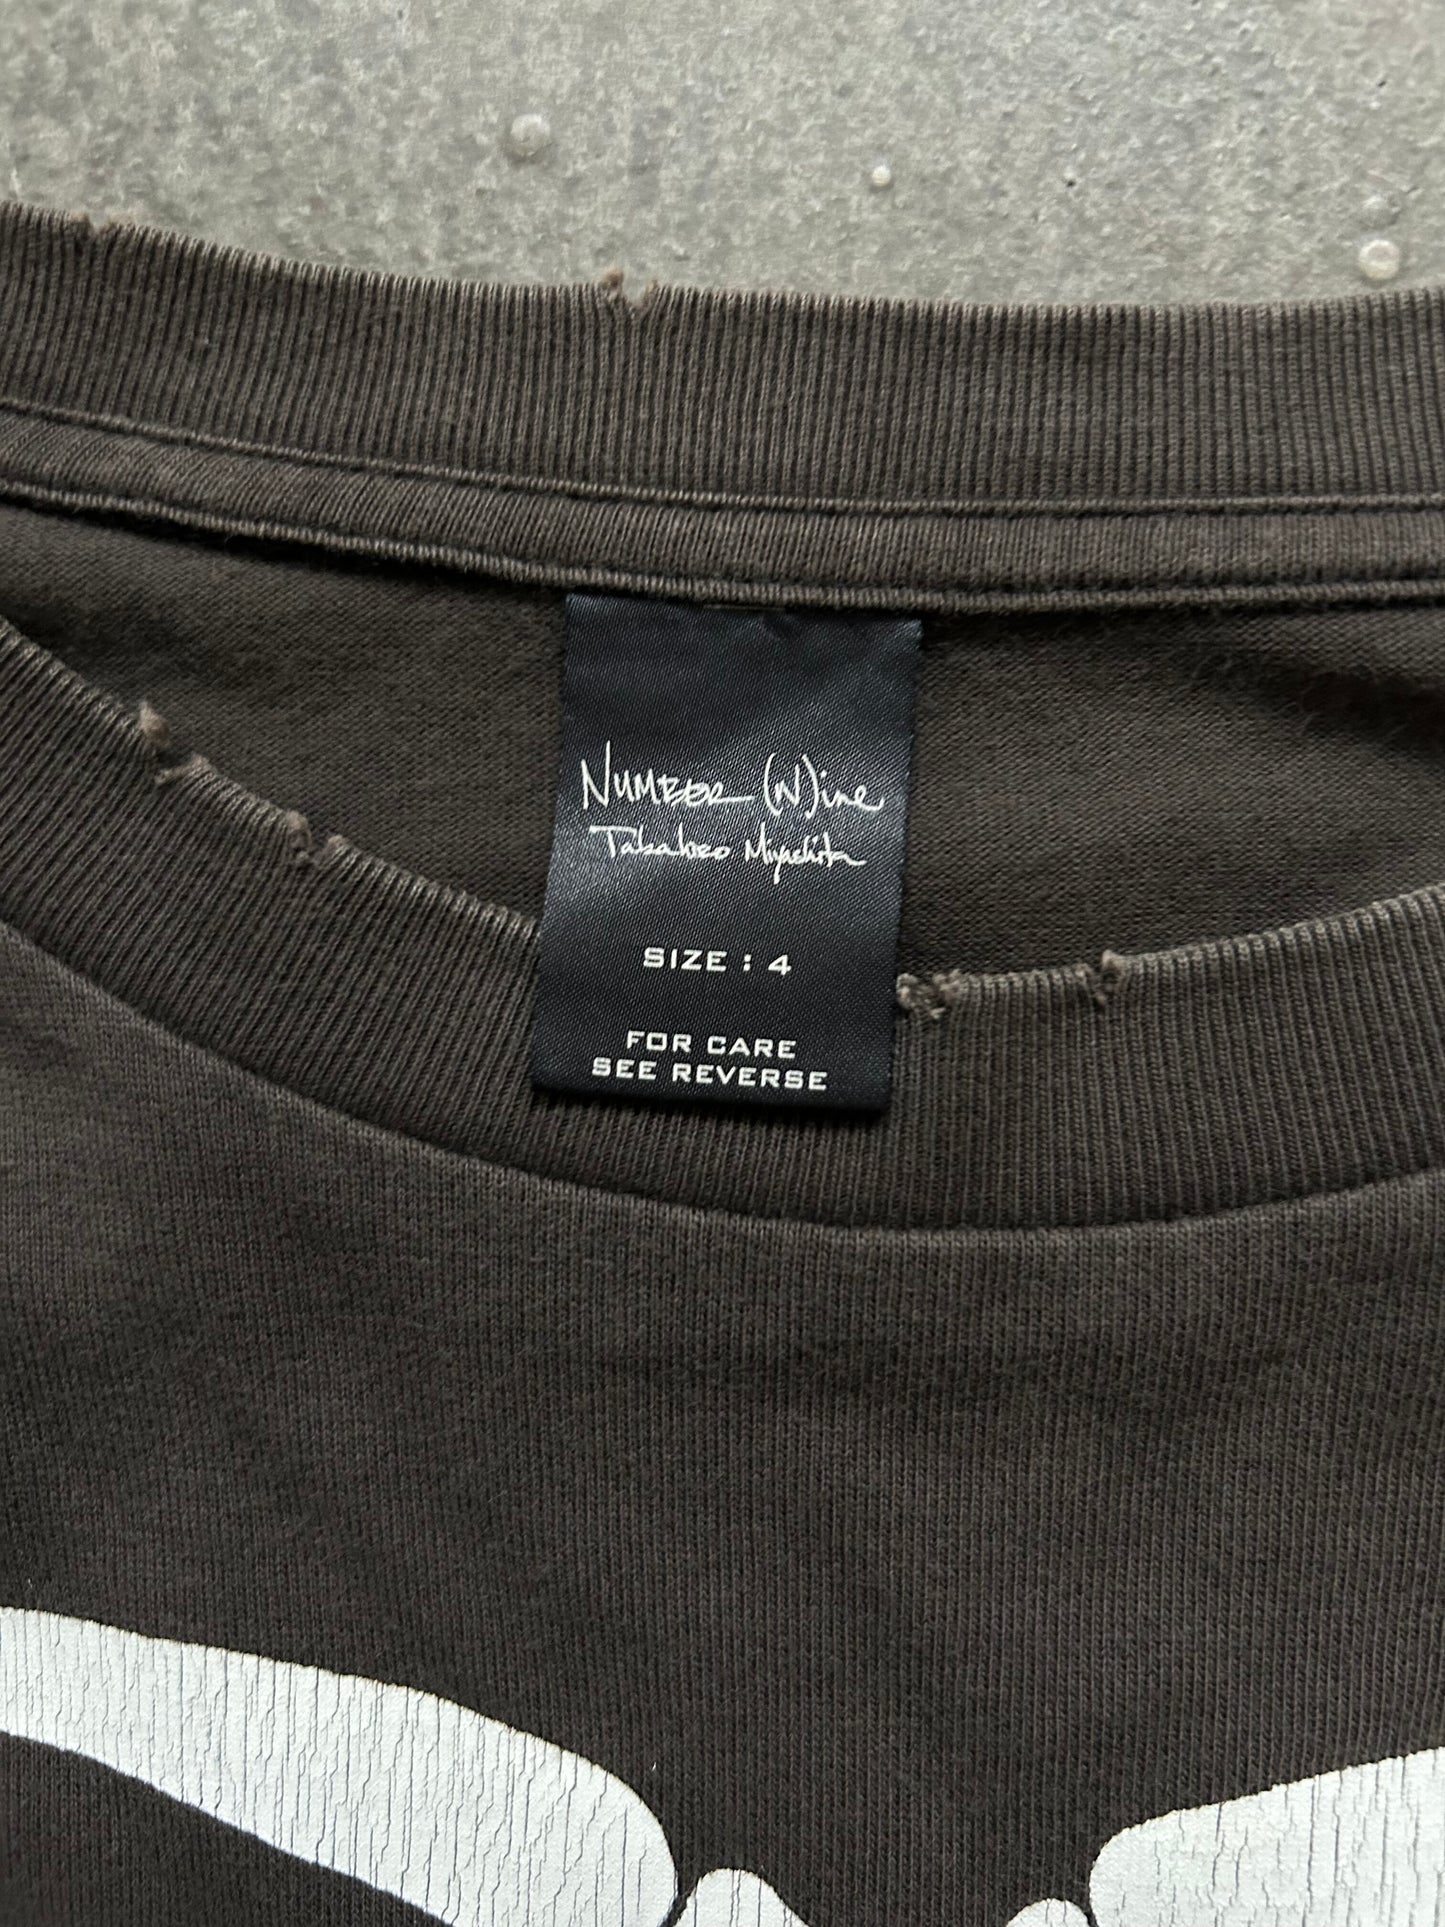 NUMBER (N)ine
Takahiro Miyashita
SIZE : 4
FOR CARE
SEE REVERSE